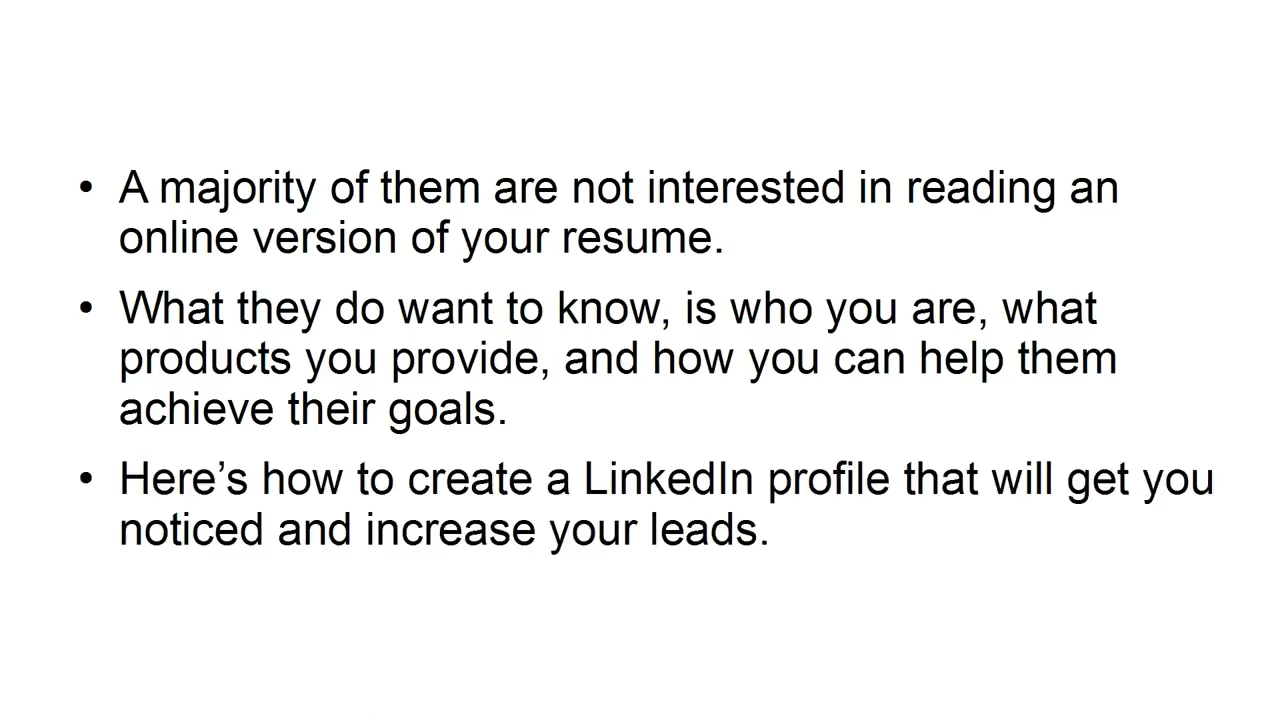 • A majority of them are not interested in reading an
online version of your resume.
• What they do want to know, is who you are, what
products you provide, and how you can help them
achieve their goals.
• Here’s how to create a LinkedIn profile that will get you
noticed and increase your leads.